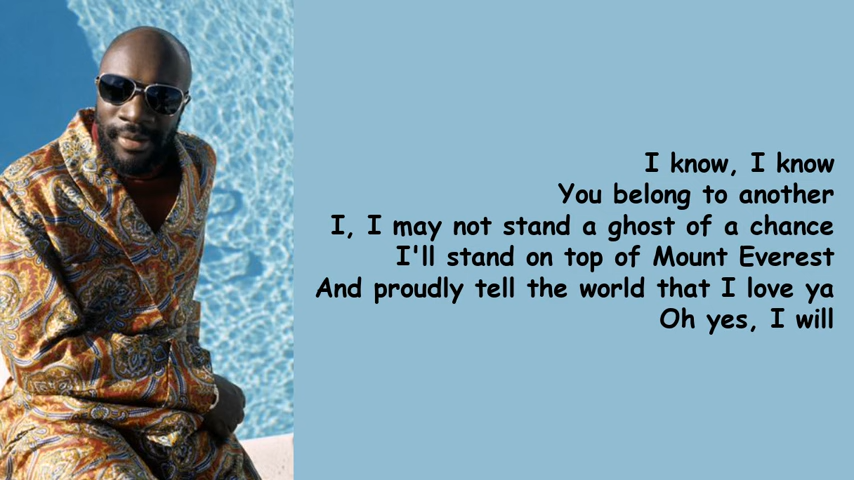 I know, I know
You belong to another
I, I may not stand a ghost of a chance
I'll stand on top of Mount Everest
And proudly tell the world that I love ya
Oh yes, I will